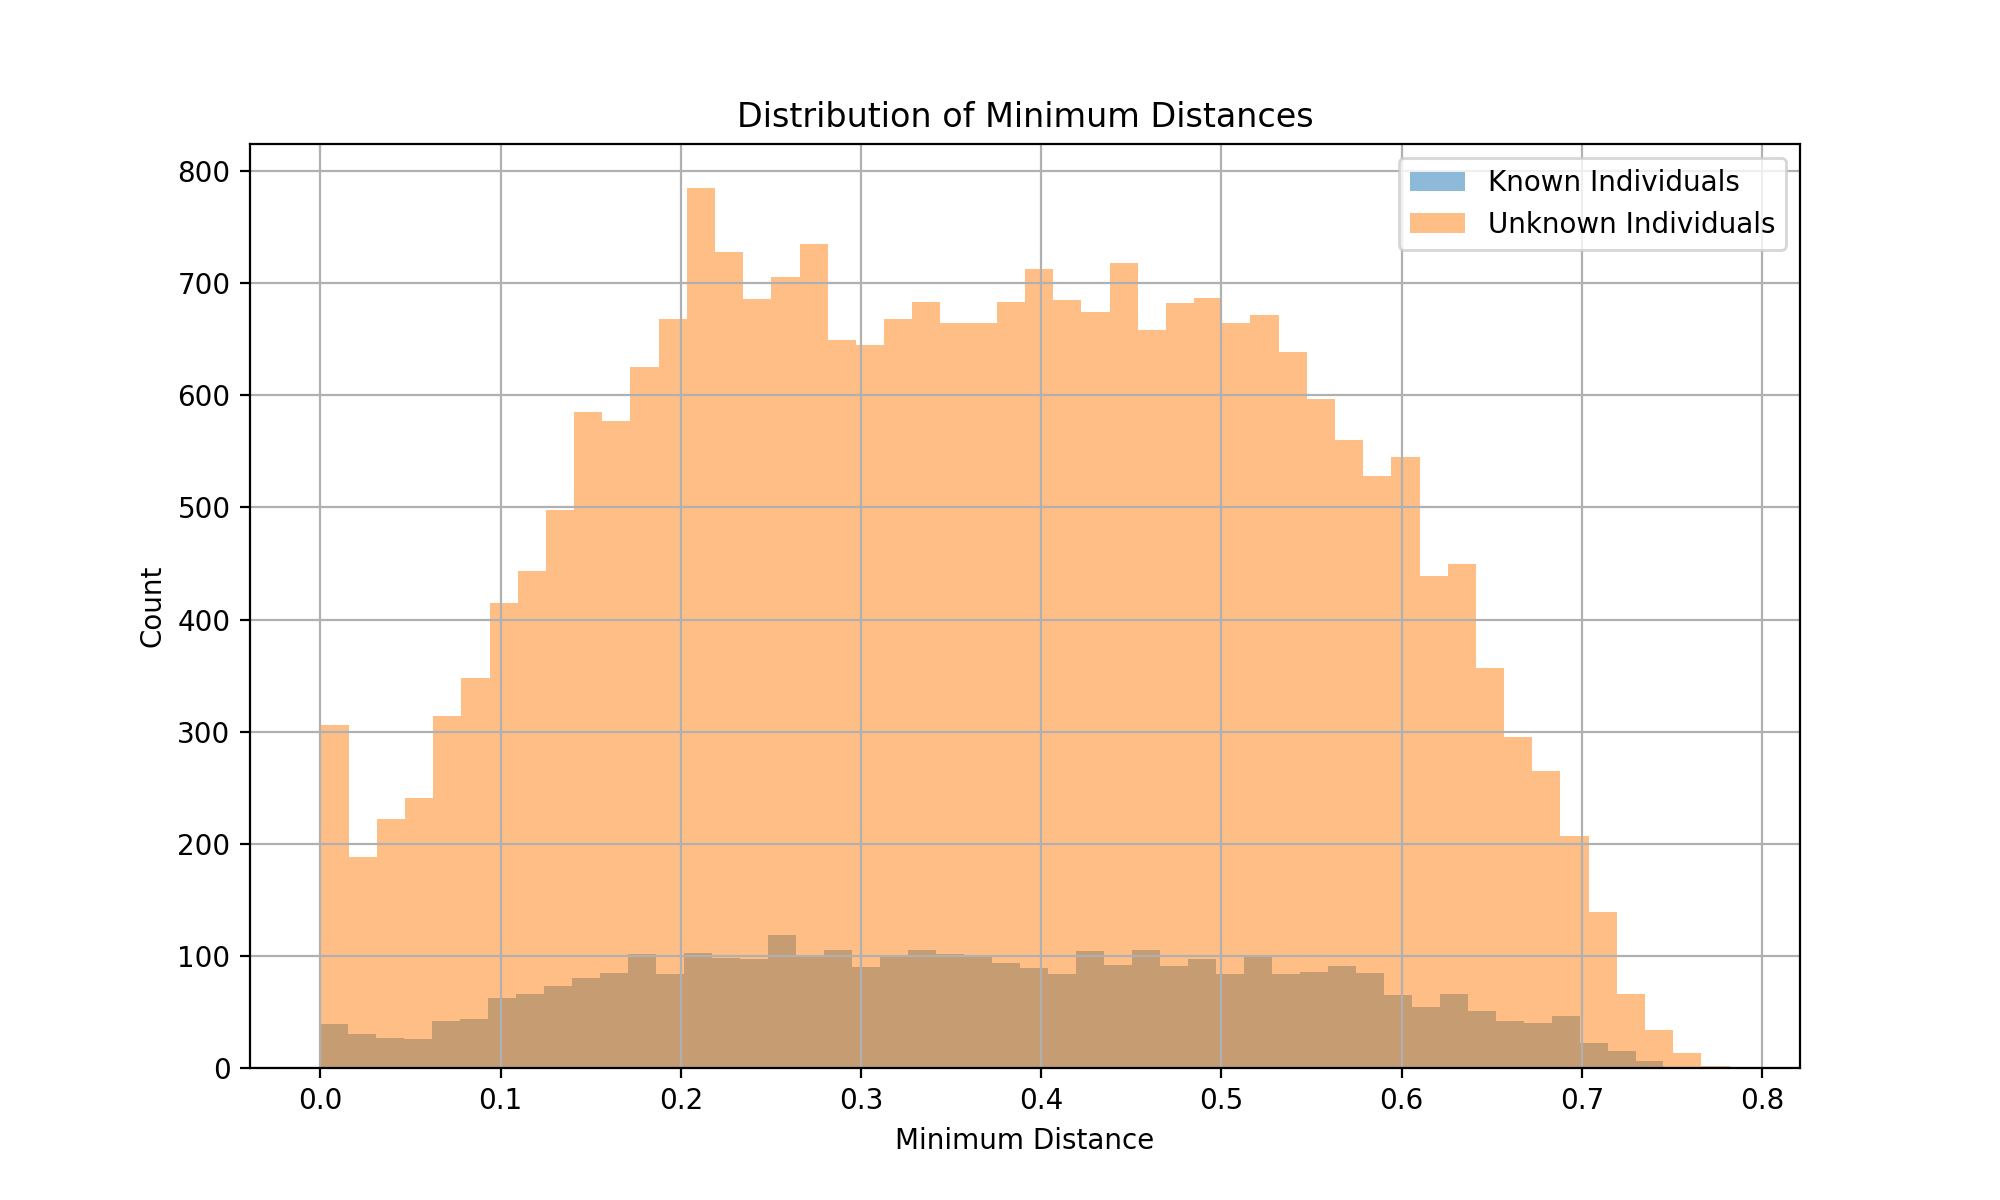 Distribution of Minimum Distances
Known Individuals
Unknown Individuals
800
700
600
500
400
300
200
100
0
Count
0.0 0.1 0.2 0.3 0.4 0.5 0.6 0.7 0.8
Minimum Distance